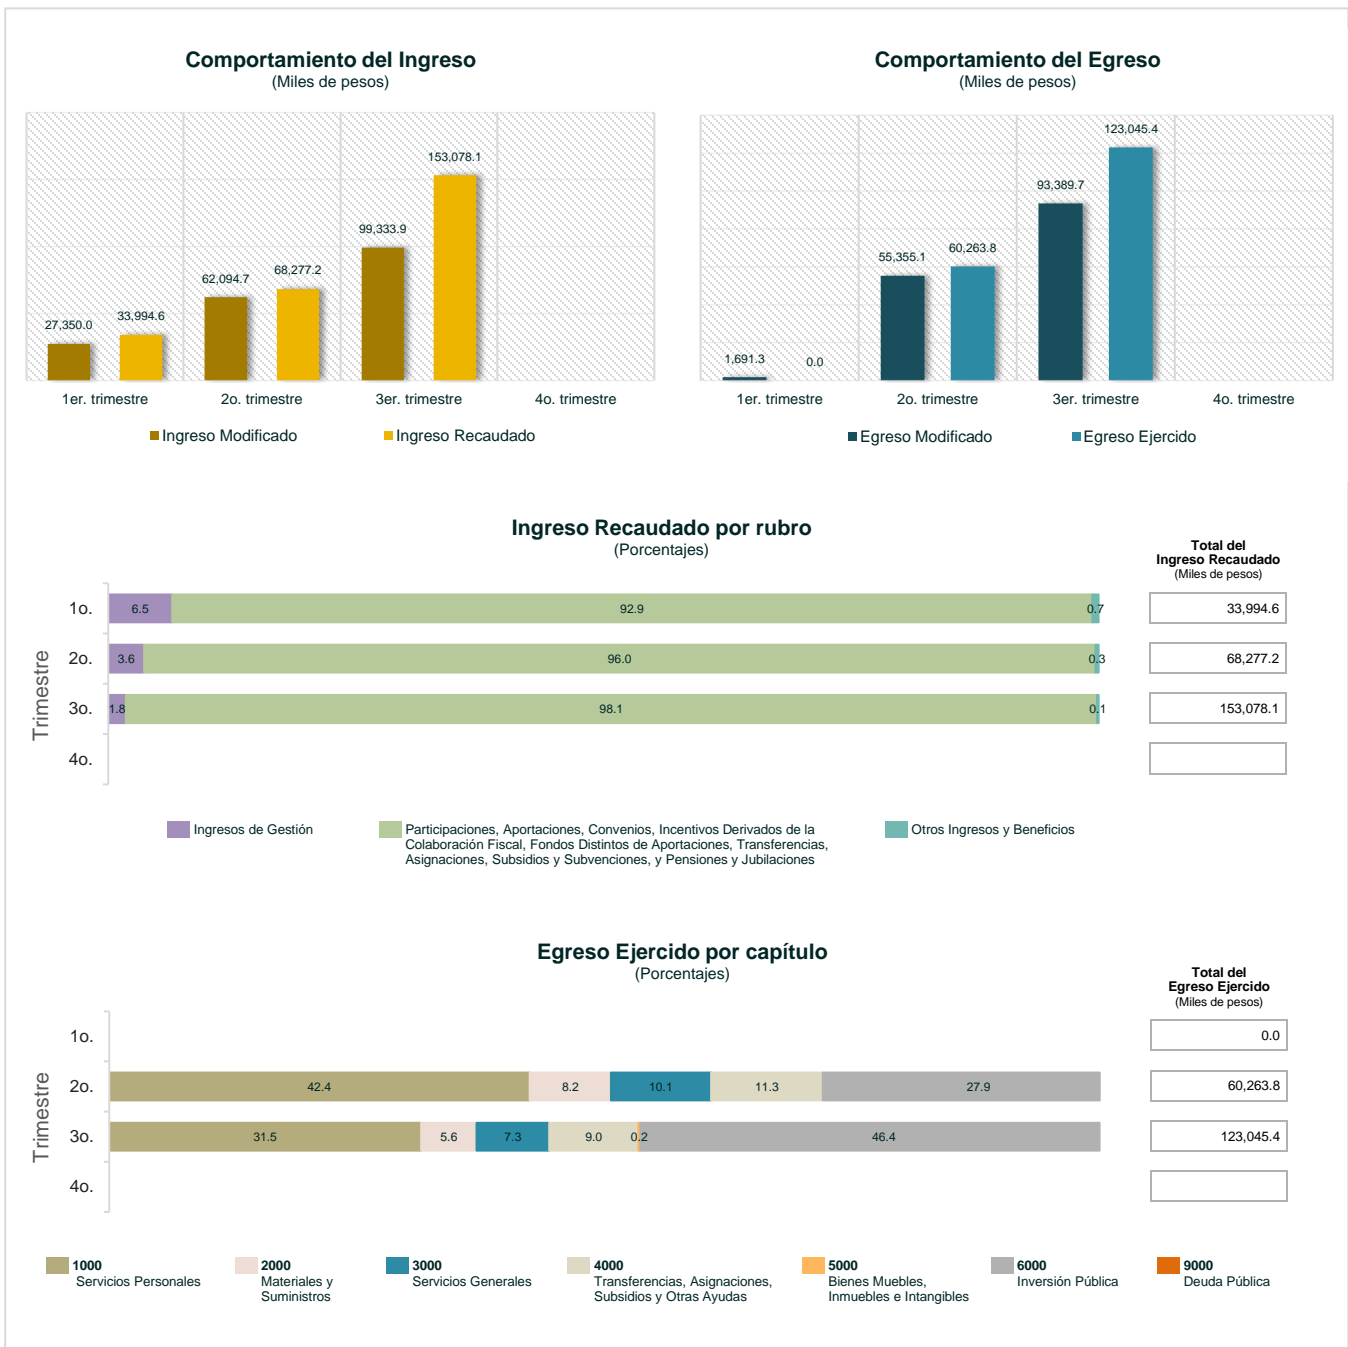 Comportamiento del Ingreso
(Miles de pesos)
153,078.1
99,333.9
68,277.2
62,094.7
33,994.6
27,350.0
1er. trimestre 2o. trimestre 3er. trimestre 4o. trimestre
Ingreso Modificado Ingreso Recaudado
Comportamiento del Egreso
(Miles de pesos)
123,045.4
93,389.7
60,263.8
55,355.1
1,691.3 0.0
1er. trimestre 2o. trimestre 3er. trimestre 4o. trimestre
Egreso Modificado Egreso Ejercido
Ingreso Recaudado por rubro
(Porcentajes)
Total del
Ingreso Recaudado
(Miles de pesos)
Trimestre
1o. 6.5 92.9 0.7 33,994.6
2o. 3.6 96.0 0.3 68,277.2
3o. 1.8 98.1 0.1 153,078.1
4o.
Ingresos de Gestión
Participaciones, Aportaciones, Convenios, Incentivos Derivados de la
Colaboración Fiscal, Fondos Distintos de Aportaciones, Transferencias,
Asignaciones, Subsidios y Subvenciones, y Pensiones y Jubilaciones
Otros Ingresos y Beneficios
Egreso Ejercido por capítulo
(Porcentajes)
Total del
Egreso Ejercido
(Miles de pesos)
Trimestre
1o. 0.0
2o. 42.4 8.2 10.1 11.3 27.9 60,263.8
3o. 31.5 5.6 7.3 9.0 0.2 46.4 123,045.4
4o.
1000
Servicios Personales
2000
Materiales y
Suministros
3000
Servicios Generales
4000
Transferencias, Asignaciones,
Subsidios y Otras Ayudas
5000
Bienes Muebles,
Inmuebles e Intangibles
6000
Inversión Pública
9000
Deuda Pública